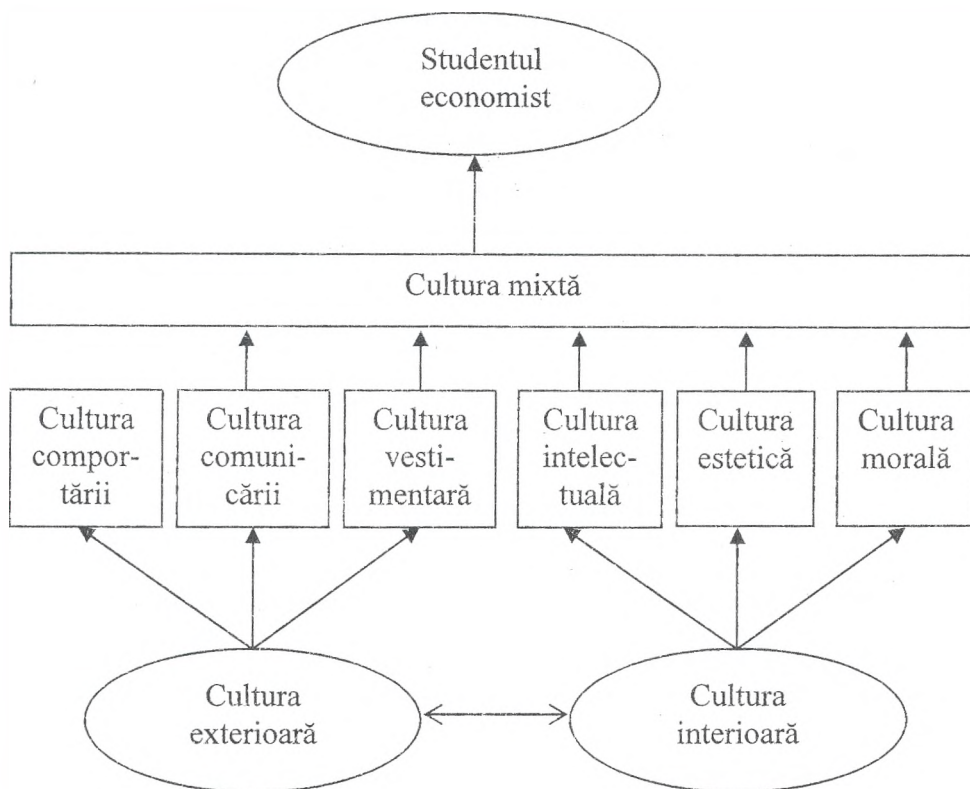 Studentul
economist
Cultura mixtă
Cultura
compor-
tării
Cultura
comuni-
cării
Cultura
vesti-
mentară
Cultura
intelec-
tuală
Cultura
estetică
Cultura
morală
Cultura
exterioară
Cultura
interioară